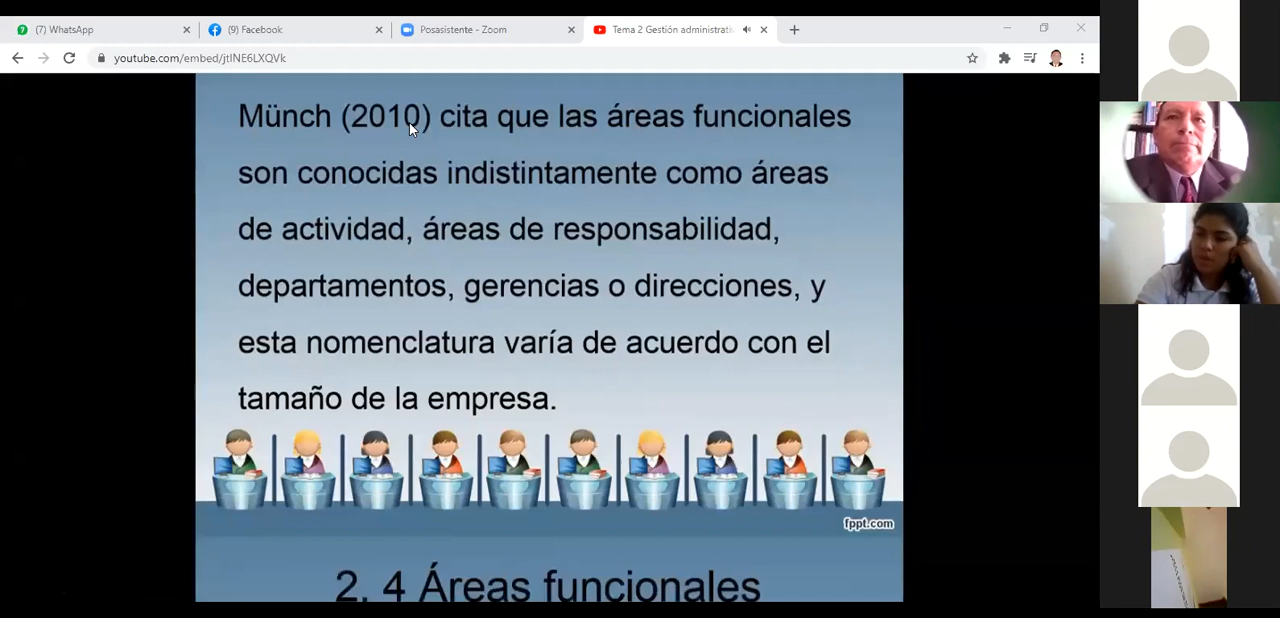 (7) WhatsApp
(9) Facebook
Posasistente - Zoom
Tema 2 Gestión administrati
youtube.com/embed/jtlNE6LXQVk
Münch (2010) cita que las áreas funcionales
son conocidas indistintamente como áreas
de actividad, áreas de responsabilidad,
departamentos, gerencias o direcciones, y
esta nomenclatura varía de acuerdo con el
tamaño de la empresa.
fppt.com
2. 4 Áreas funcionales